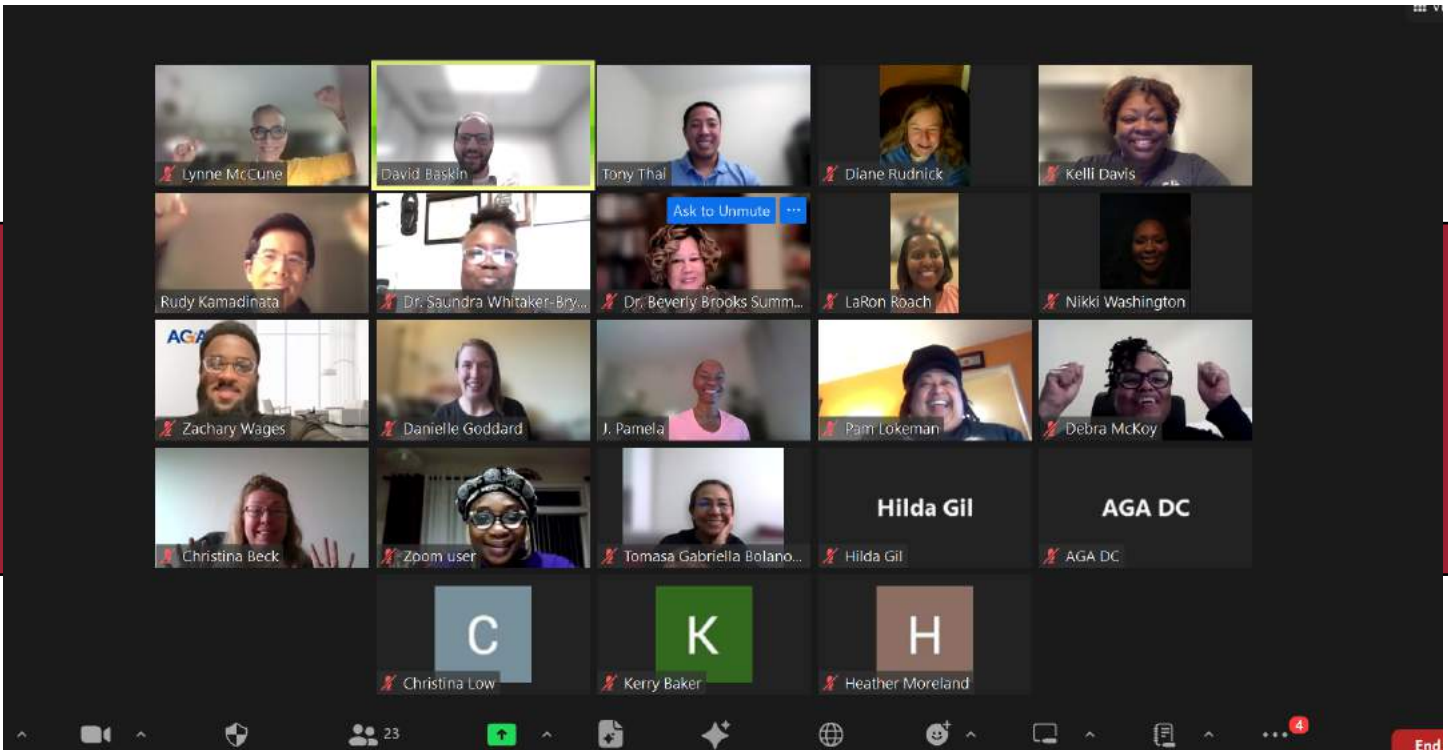 Lynne McCune
David Baskin
Tony Thai
Diane Rudnick
Kelli Davis
Ask to Unmute ...
Rudy Kamadinata
Dr. Saundra Whitaker-Bry...
Dr. Beverly Brooks Summ...
LaRon Roach
Nikki Washington
AGA
Zachary Wages
Danielle Goddard
J. Pamela
Pam Lokeman
Debra McKoy
Christina Beck
Zoom user
Tomasa Gabriella Bolano...
Hilda Gil
Hilda Gil
AGA DC
AGA DC
C
Christina Low
K
Kerry Baker
H
Heather Moreland
23
4
End